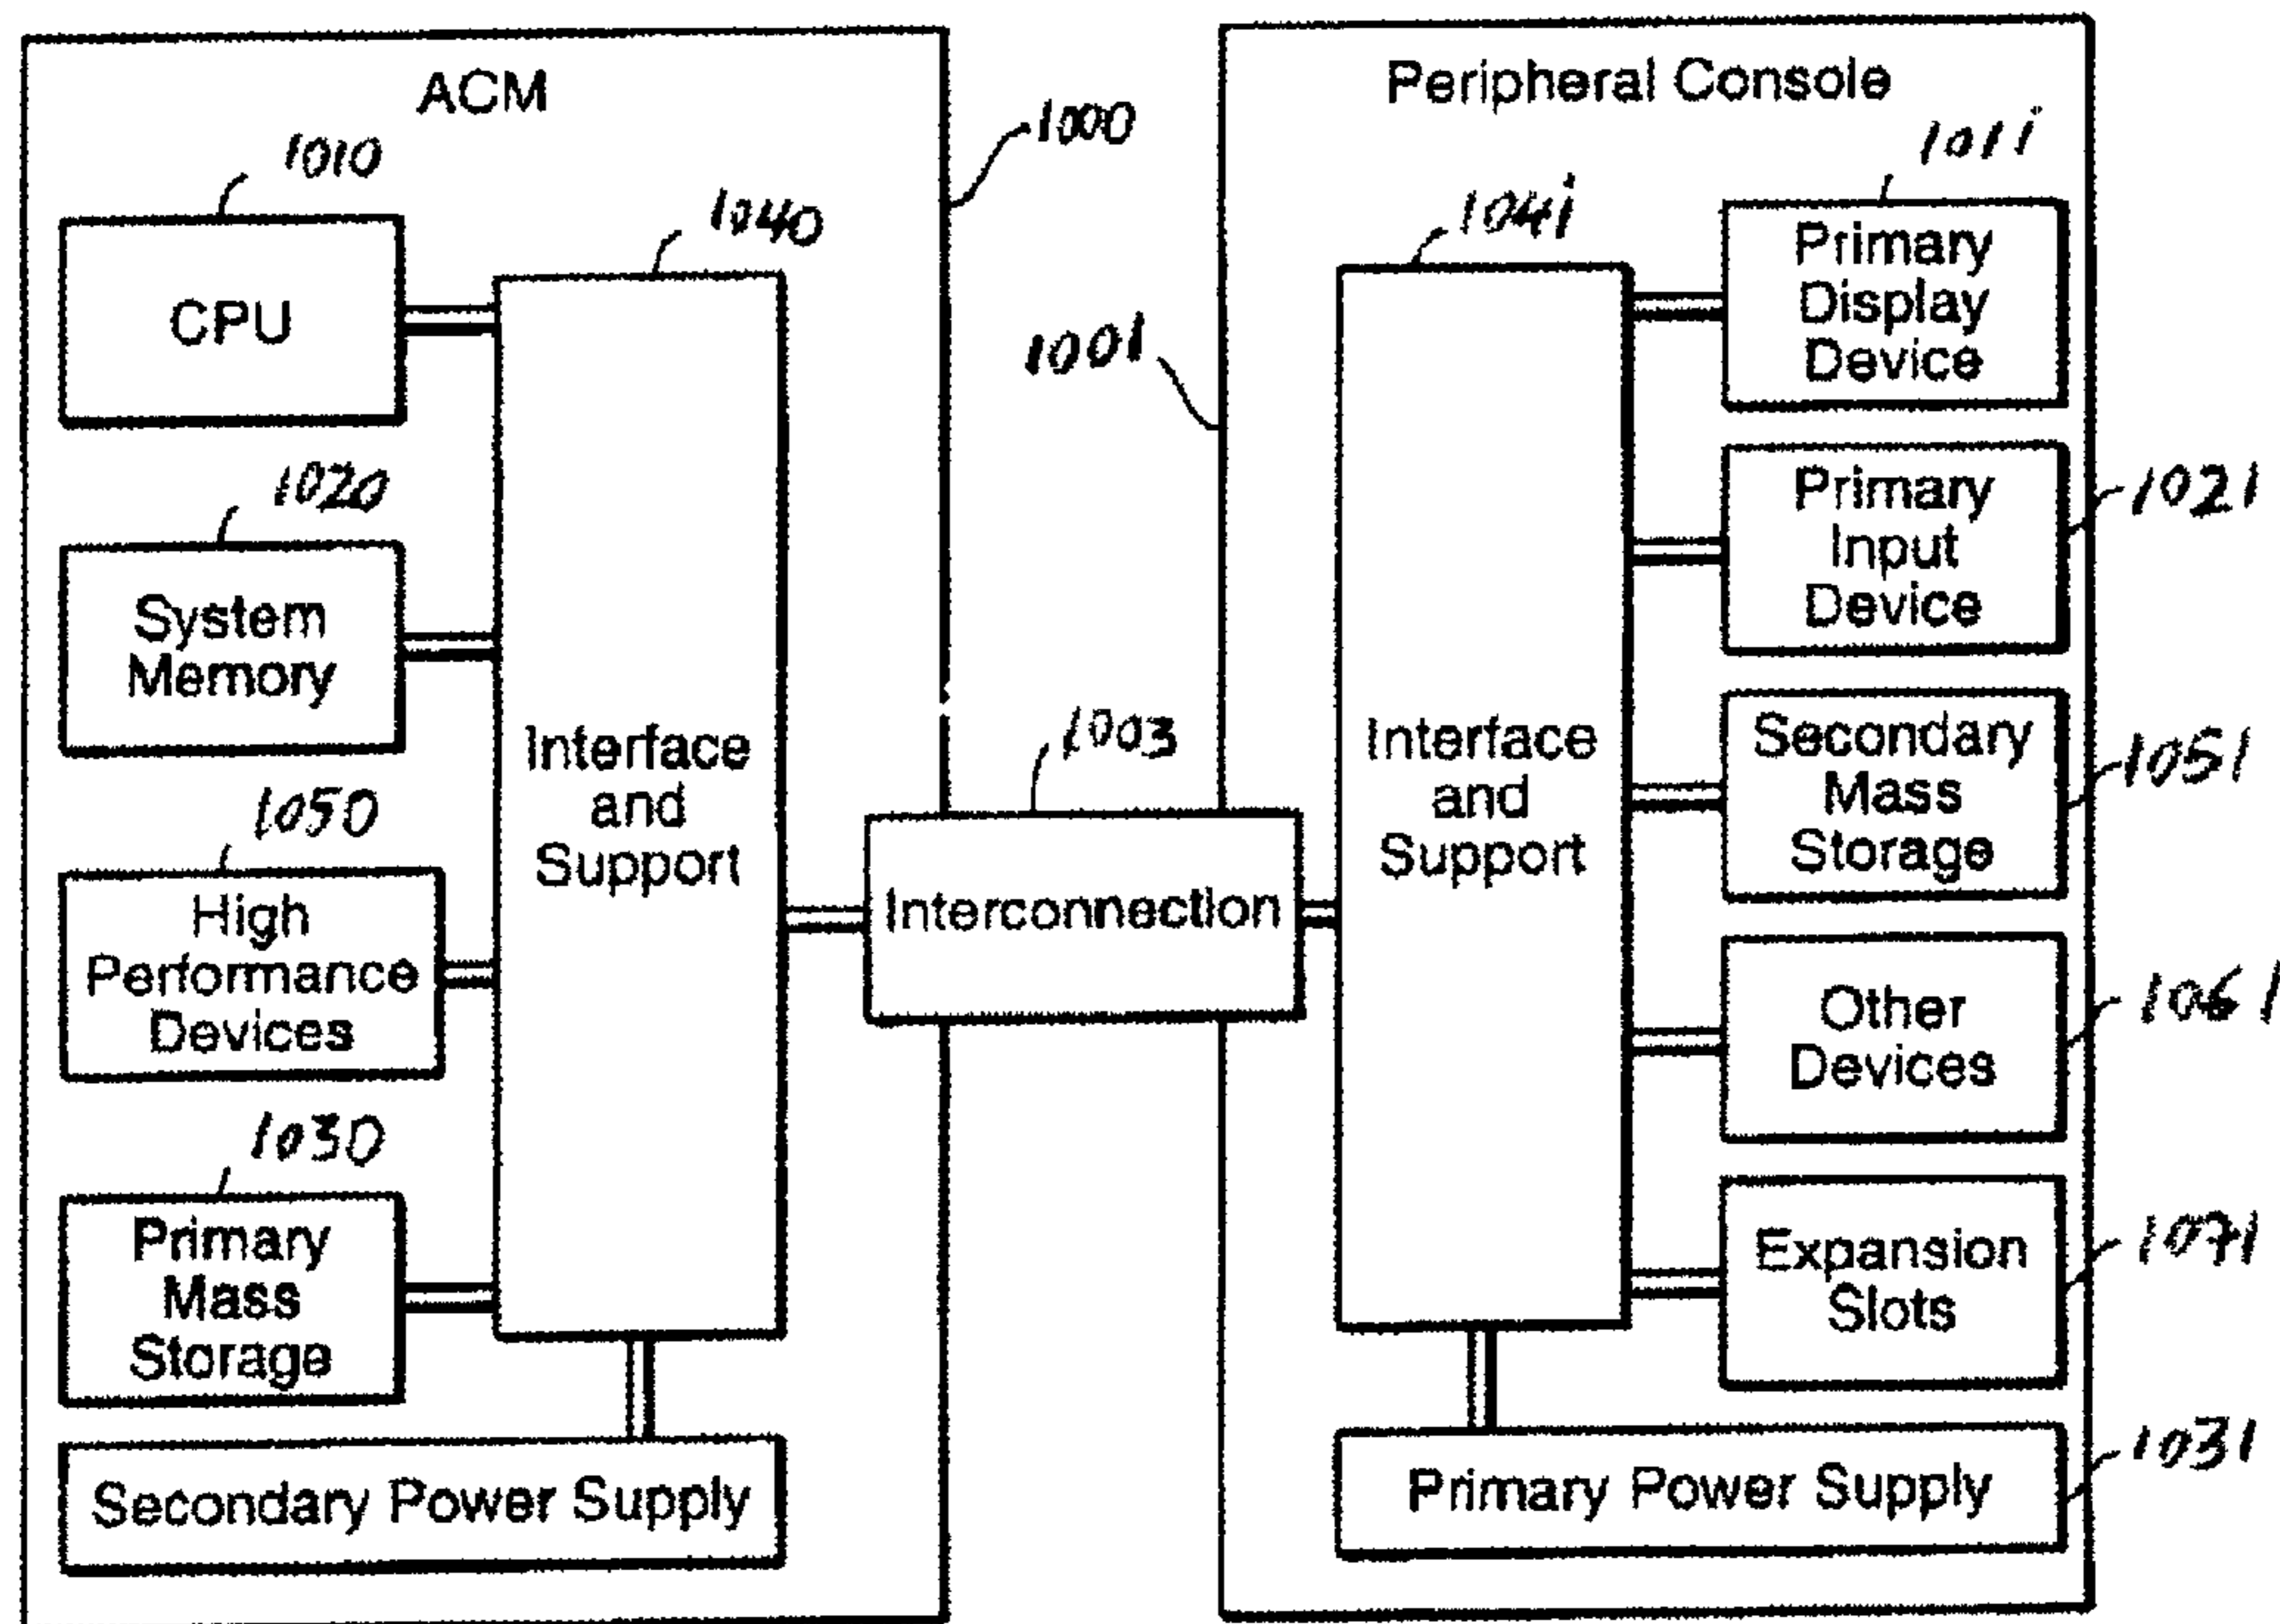 ACM
1000
1010
CPU
1040
1020
System
Memory
Interface
and
Support
1050
High
Performance
Devices
1030
Primary
Mass
Storage
Secondary Power Supply
1003
Interconnection
1001
Peripheral Console
1011
Primary
Display
Device
1041
Primary
Input
Device
1021
Interface
and
Support
Secondary
Mass
Storage
1051
Other
Devices
1061
Expansion
Slots
1071
Primary Power Supply
1031